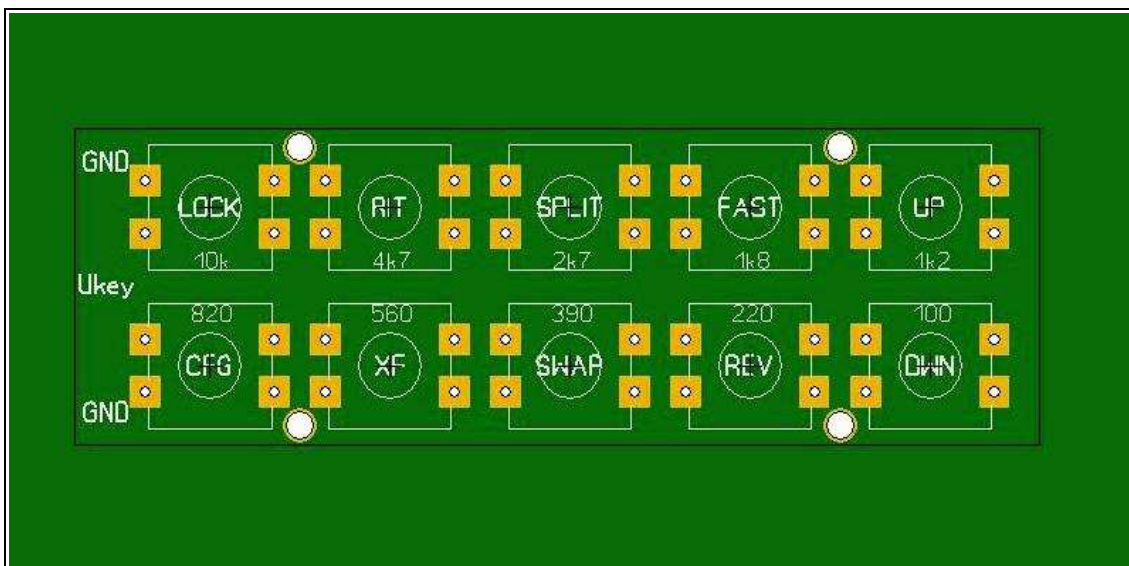 GND
LOCK RIT SPLIT FAST UP
10k 4k7 2k7 1k8 1k2
Ukey
820 560 390 220 100
CFG XF SWAP REV DWN
GND